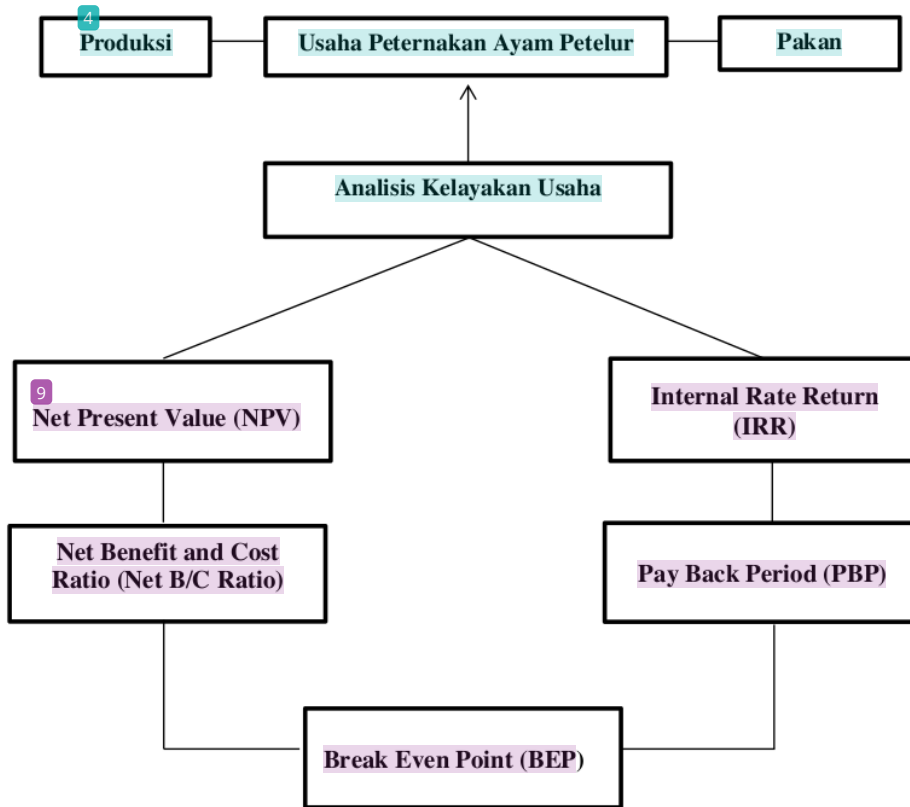 4
Produksi
Usaha Peternakan Ayam Petelur
Pakan
Analisis Kelayakan Usaha
9
Net Present Value (NPV)
Internal Rate Return
(IRR)
Net Benefit and Cost
Ratio (Net B/C Ratio)
Pay Back Period (PBP)
Break Even Point (BEP)